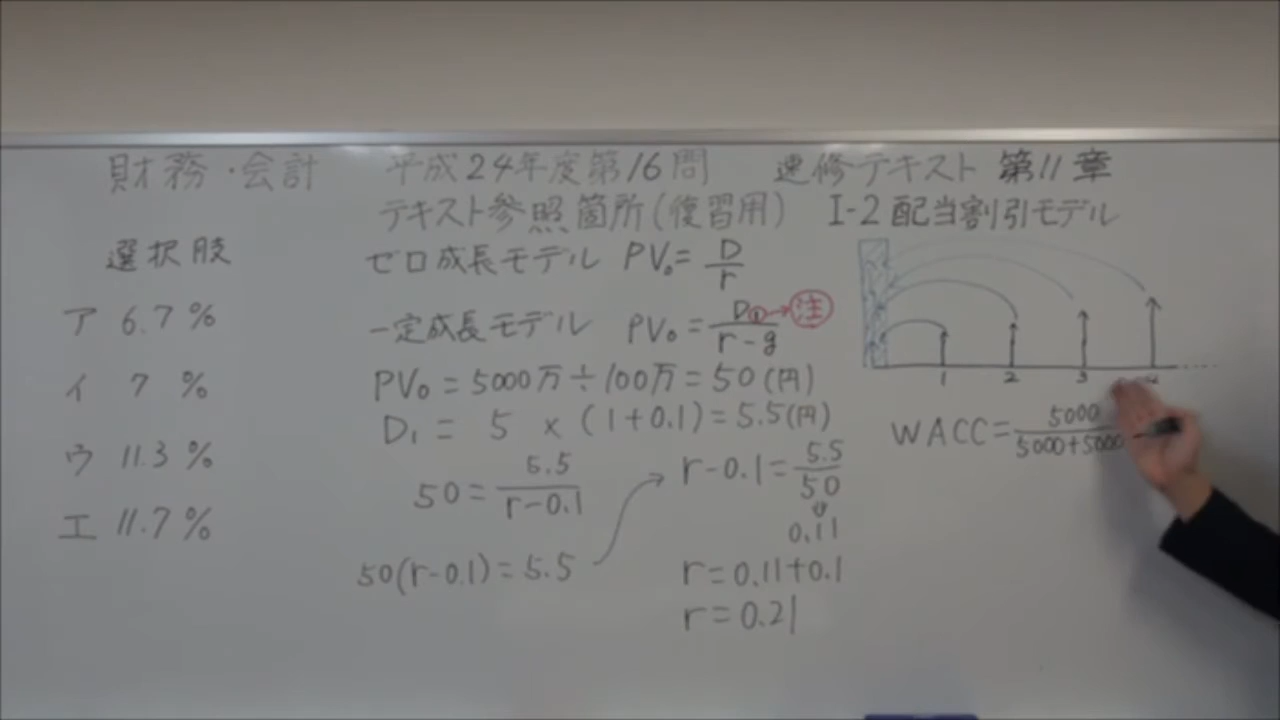 財務・会計 平成24年度第16問 速修テキスト 第11章
テキスト参照箇所(復習用) I-2 配当割引モデル
選択肢
ア 6.7%
イ 7 %
ウ 11.3%
エ 11.7%
ゼロ成長モデル PV₀=D/r
一定成長モデル PV₀=D①/r-g → 注
PV₀=5000万÷100万=50(円)
D₁= 5 ×(1+0.1)=5.5(円)
50=5.5/r-0.1
50(r-0.1)=5.5
r-0.1=5.5/50
0.11
r=0.11+0.1
r=0.21
1 2 3
WACC=5000/5000+5000